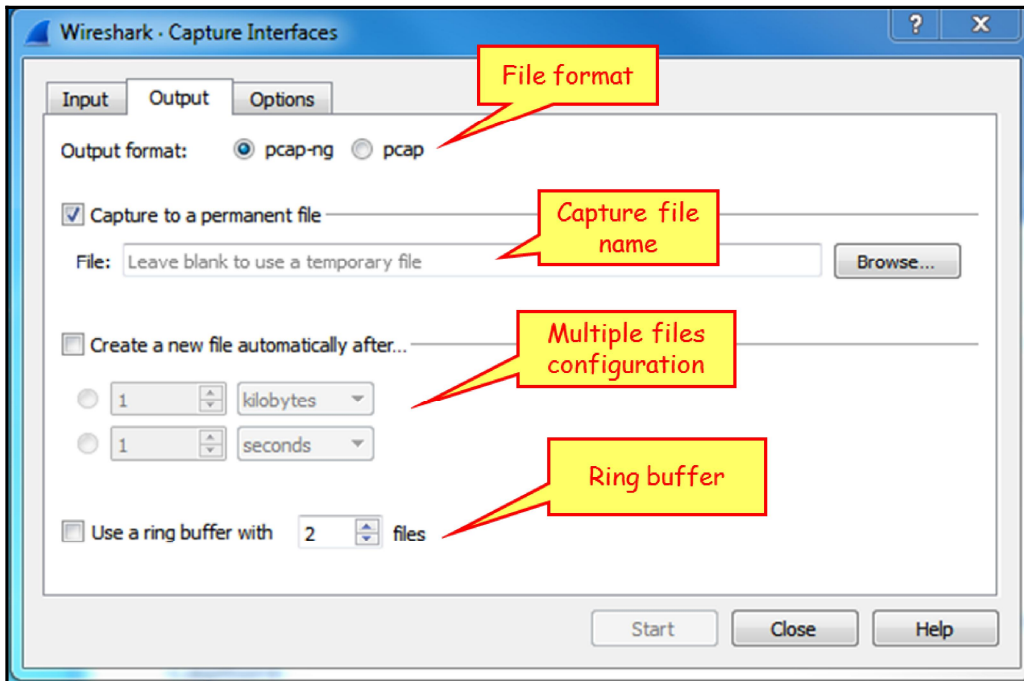 Wireshark · Capture Interfaces
? X
File format
Input Output Options
Output format: pcap-ng pcap
Capture to a permanent file
Capture file
name
File: Leave blank to use a temporary file Browse...
Multiple files
configuration
Create a new file automatically after...
1 kilobytes
1 seconds
Ring buffer
Use a ring buffer with 2 files
Start Close Help